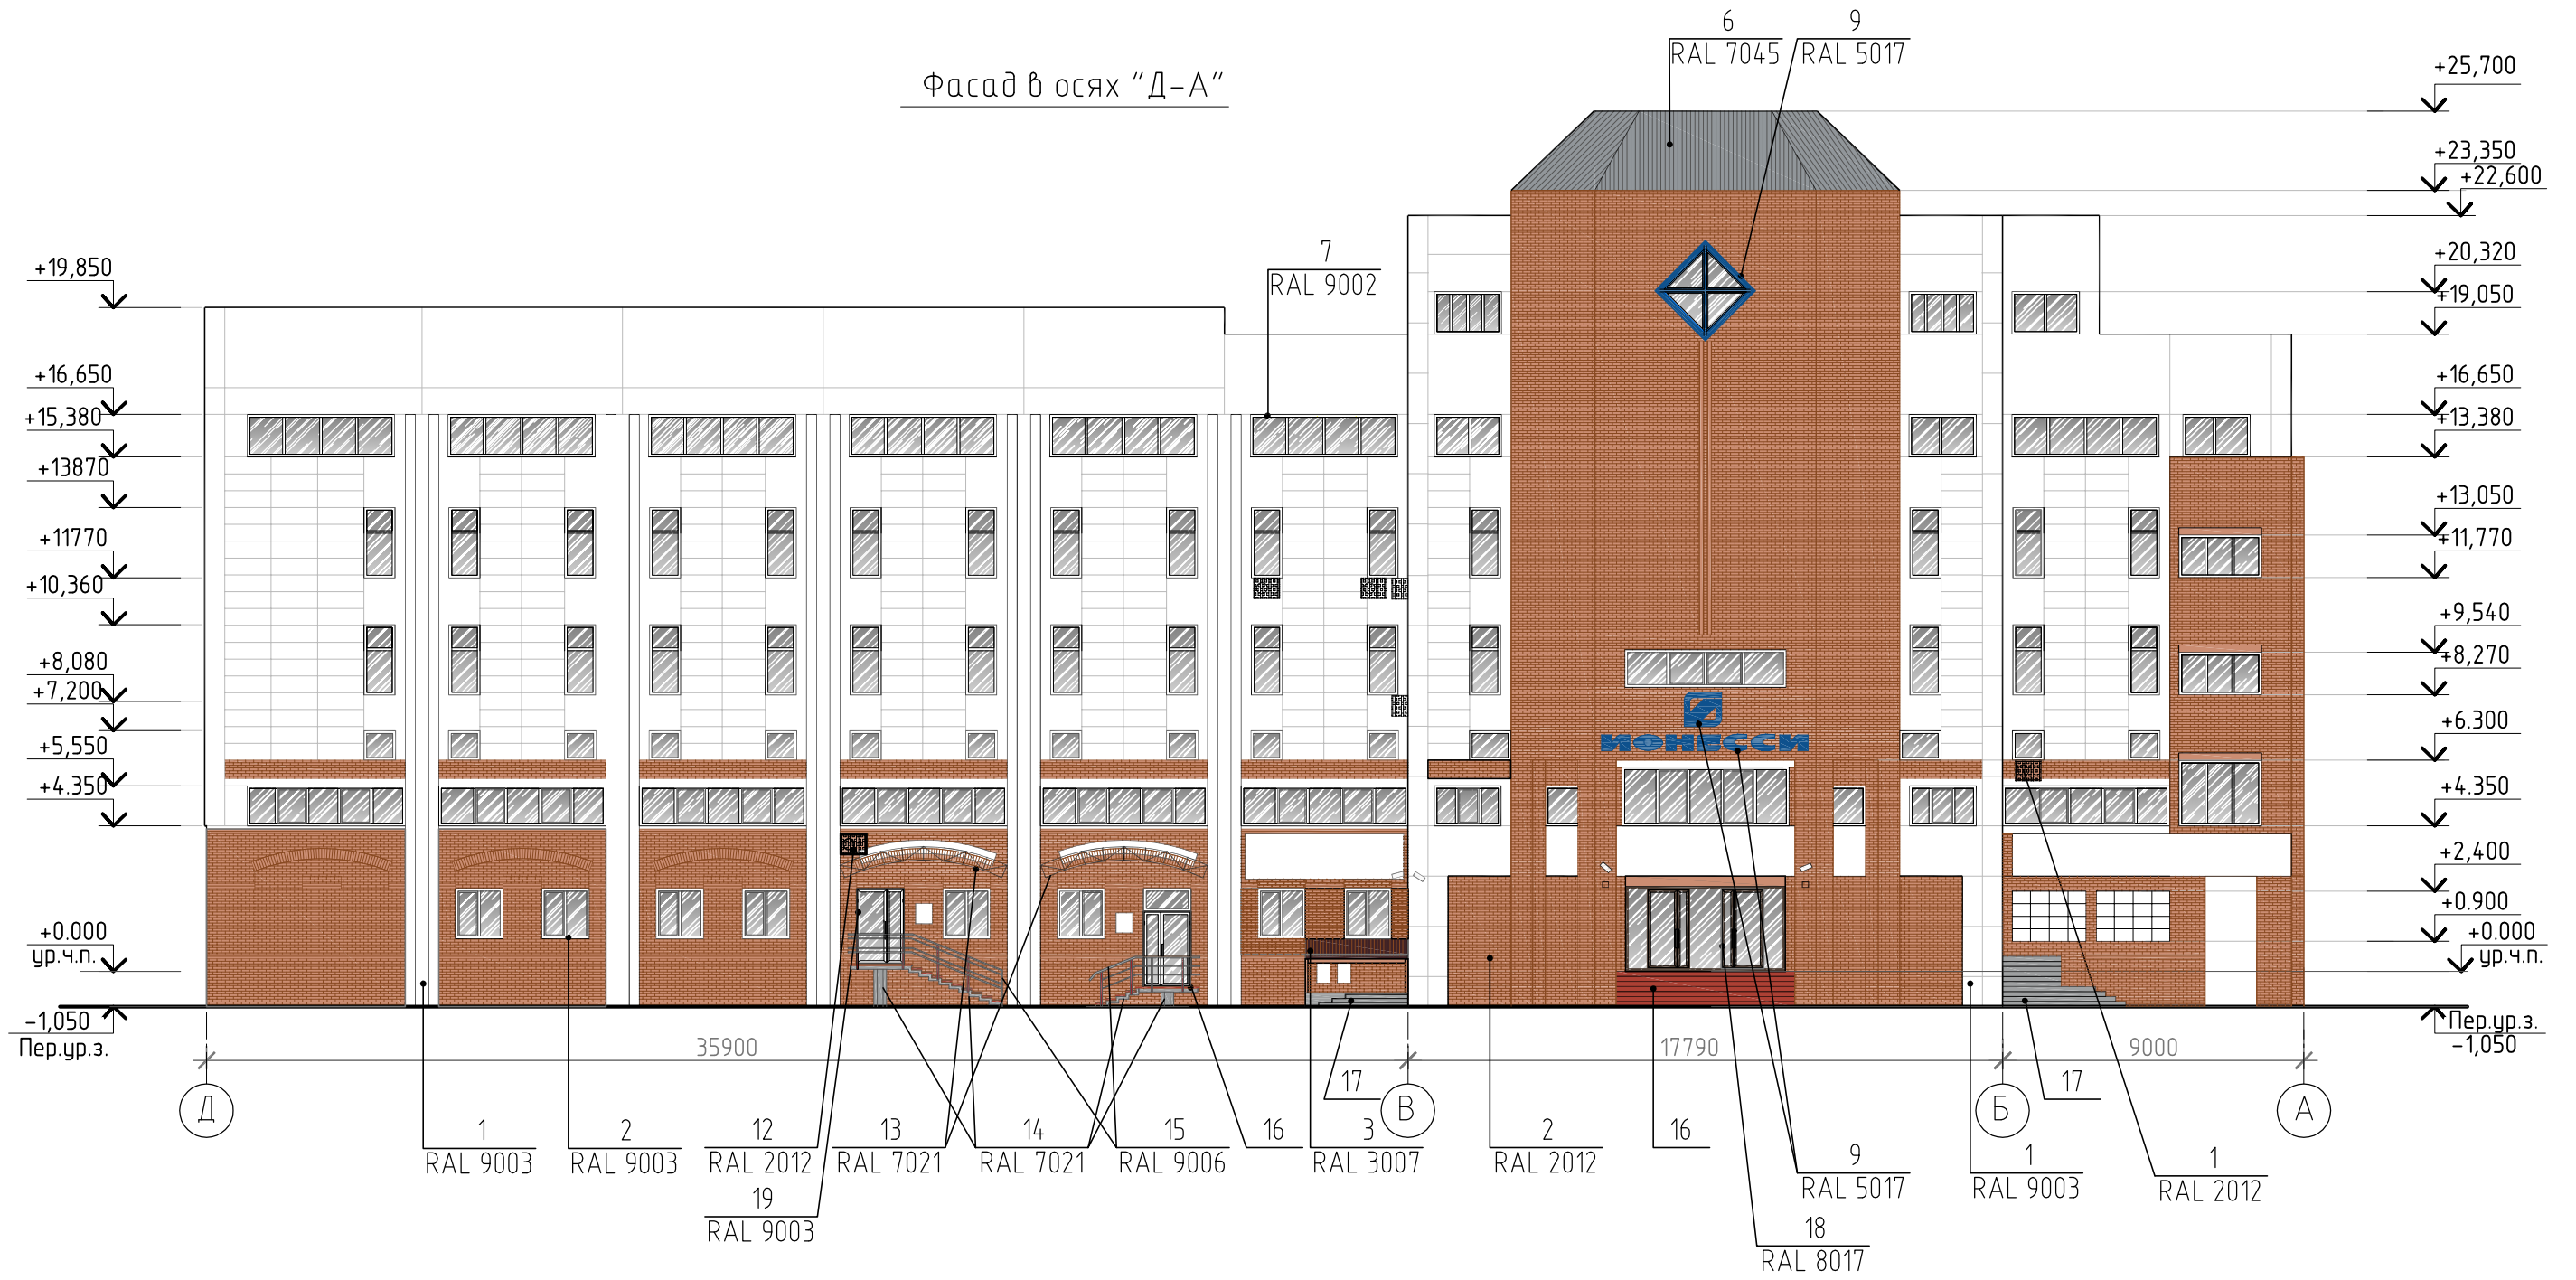 6
RAL 7045
9
RAL 5017
Фасад в осях "Д-А"
7
RAL 9002
+19,850
+16,650
+15,380
+13870
+11770
+10,360
+8,080
+7,200
+5,550
+4.350
+0.000
ур.ч.п.
-1,050
Пер.ур.з.
+25,700
+23,350
+22,600
+20,320
+19,050
+16,650
+13,380
+13,050
+11,770
+9,540
+8,270
+6.300
+4.350
+2,400
+0.900
+0.000
ур.ч.п.
Пер.ур.з.
-1,050
ИОНЕССИ
35900
17790
9000
Д
В
Б
А
17
17
1
RAL 9003
2
RAL 9003
12
RAL 2012
13
RAL 7021
14
RAL 7021
15
RAL 9006
16
3
RAL 3007
2
RAL 2012
16
9
RAL 5017
1
RAL 9003
1
RAL 2012
19
RAL 9003
18
RAL 8017